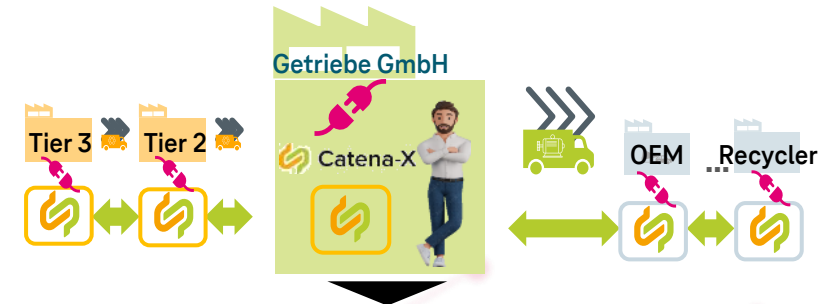 Getriebe GmbH
Tier 3
Tier 2
Catena-X
OEM
...
Recycler